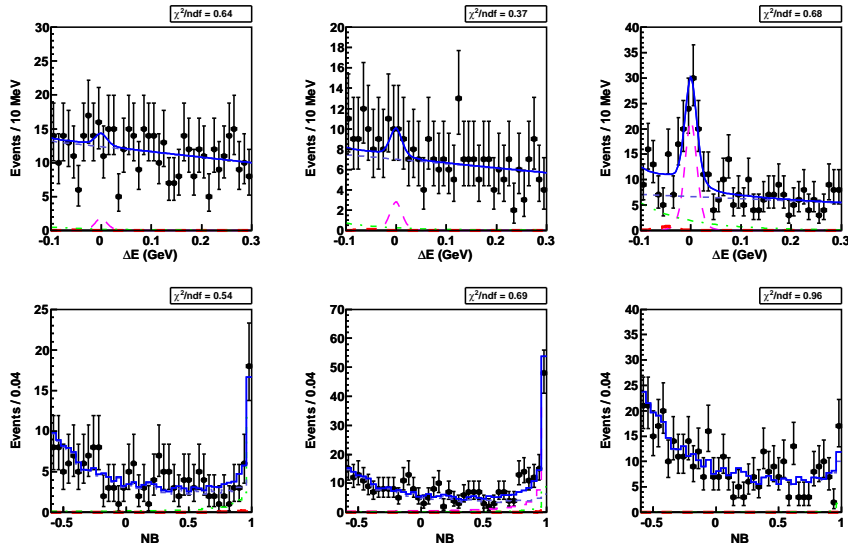 χ²/ndf = 0.64
Events / 10 MeV
30
25
20
15
10
5
0
-0.1 0 0.1 0.2 0.3
ΔE (GeV)
χ²/ndf = 0.37
Events / 10 MeV
20
18
16
14
12
10
8
6
4
2
0
-0.1 0 0.1 0.2 0.3
ΔE (GeV)
χ²/ndf = 0.68
Events / 10 MeV
40
35
30
25
20
15
10
5
0
-0.1 0 0.1 0.2 0.3
ΔE (GeV)
χ²/ndf = 0.54
Events / 0.04
25
20
15
10
5
0
-0.5 0 0.5 1
NB
χ²/ndf = 0.69
Events / 0.04
70
60
50
40
30
20
10
0
-0.5 0 0.5 1
NB
χ²/ndf = 0.96
Events / 0.04
40
35
30
25
20
15
10
5
0
-0.5 0 0.5 1
NB